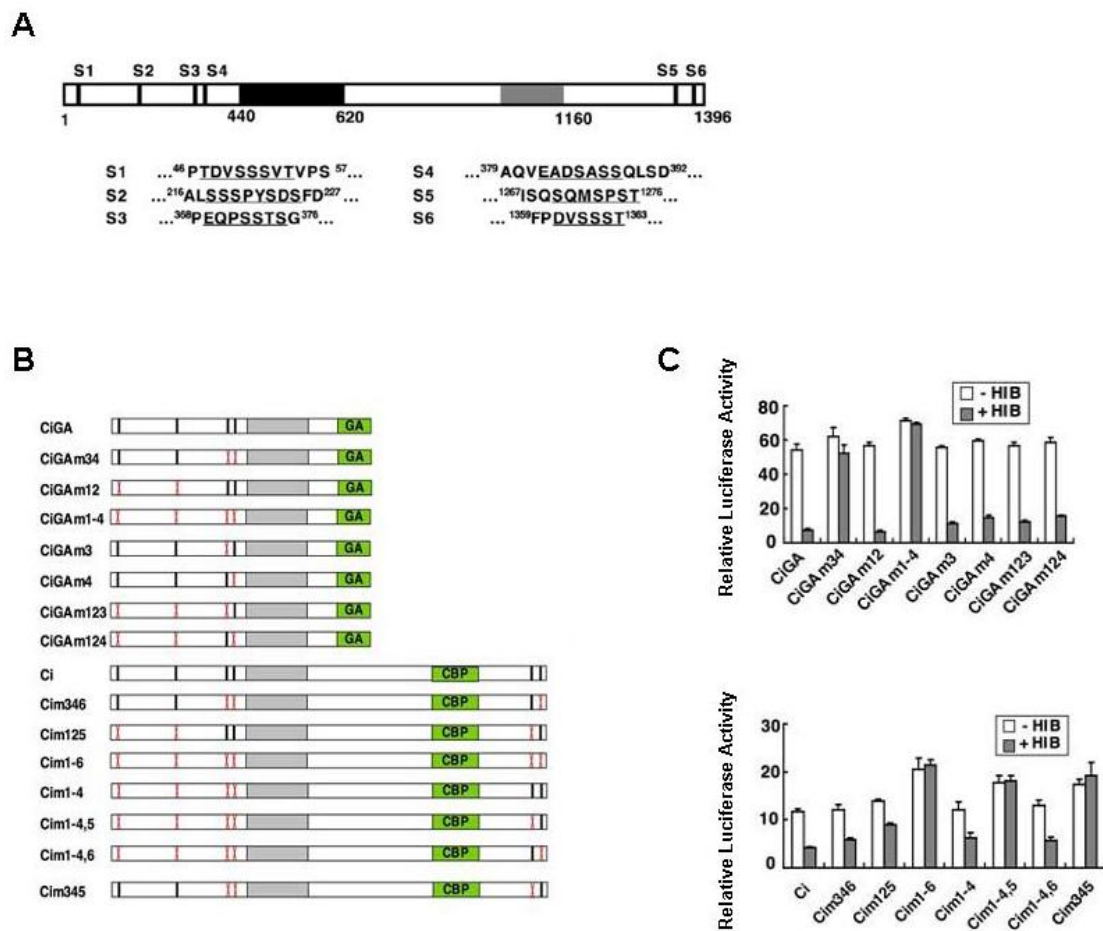 A
S1 S2 S3 S4 S5 S6
1 440 620 1160 1396
S1 ...⁴⁶PTDVSSSVTVPS ⁵⁷... S4 ...³⁷⁹AQVEADSASSQLSD³⁹²...
S2 ...²¹⁶ALSSSPYSDSFD²²⁷... S5 ...¹²⁶⁷ISQSQMSPST¹²⁷⁶...
S3 ...³⁶⁸PEQPSSTSG³⁷⁶... S6 ...¹³⁵⁹FPDVSSST¹³⁶³...
B
CiGA GA
CiGAm34 GA
CiGAm12 GA
CiGAm1-4 GA
CiGAm3 GA
CiGAm4 GA
CiGAm123 GA
CiGAm124 GA
Ci CBP
Cim346 CBP
Cim125 CBP
Cim1-6 CBP
Cim1-4 CBP
Cim1-4,5 CBP
Cim1-4,6 CBP
Cim345 CBP
C
Relative Luciferase Activity
- HIB
+ HIB
80
60
40
20
0
CiGA CiGAm34 CiGAm12 CiGAm1-4 CiGAm3 CiGAm4 CiGAm123 CiGAm124
Relative Luciferase Activity
- HIB
+ HIB
30
20
10
0
Ci Cim346 Cim125 Cim1-6 Cim1-4 Cim1-4,5 Cim1-4,6 Cim345